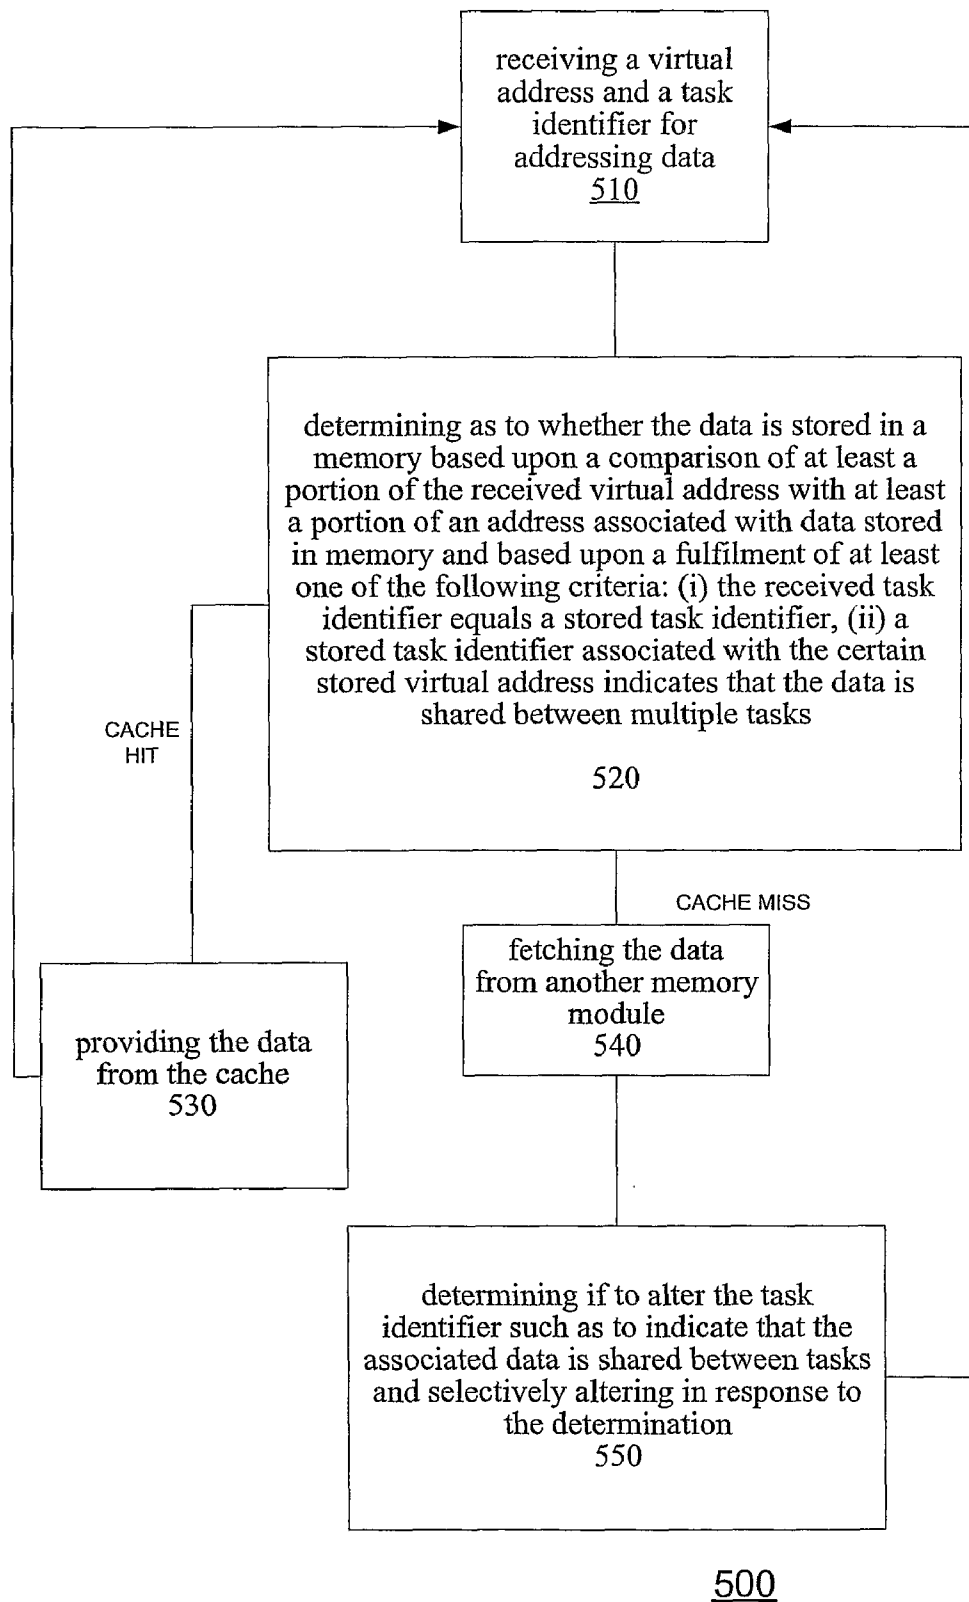 receiving a virtual
address and a task
identifier for
addressing data
510
determining as to whether the data is stored in a
memory based upon a comparison of at least a
portion of the received virtual address with at least
a portion of an address associated with data stored
in memory and based upon a fulfilment of at least
one of the following criteria: (i) the received task
identifier equals a stored task identifier, (ii) a
stored task identifier associated with the certain
stored virtual address indicates that the data is
shared between multiple tasks
520
CACHE
HIT
CACHE MISS
fetching the data
from another memory
module
540
providing the data
from the cache
530
determining if to alter the task
identifier such as to indicate that the
associated data is shared between tasks
and selectively altering in response to
the determination
550
500